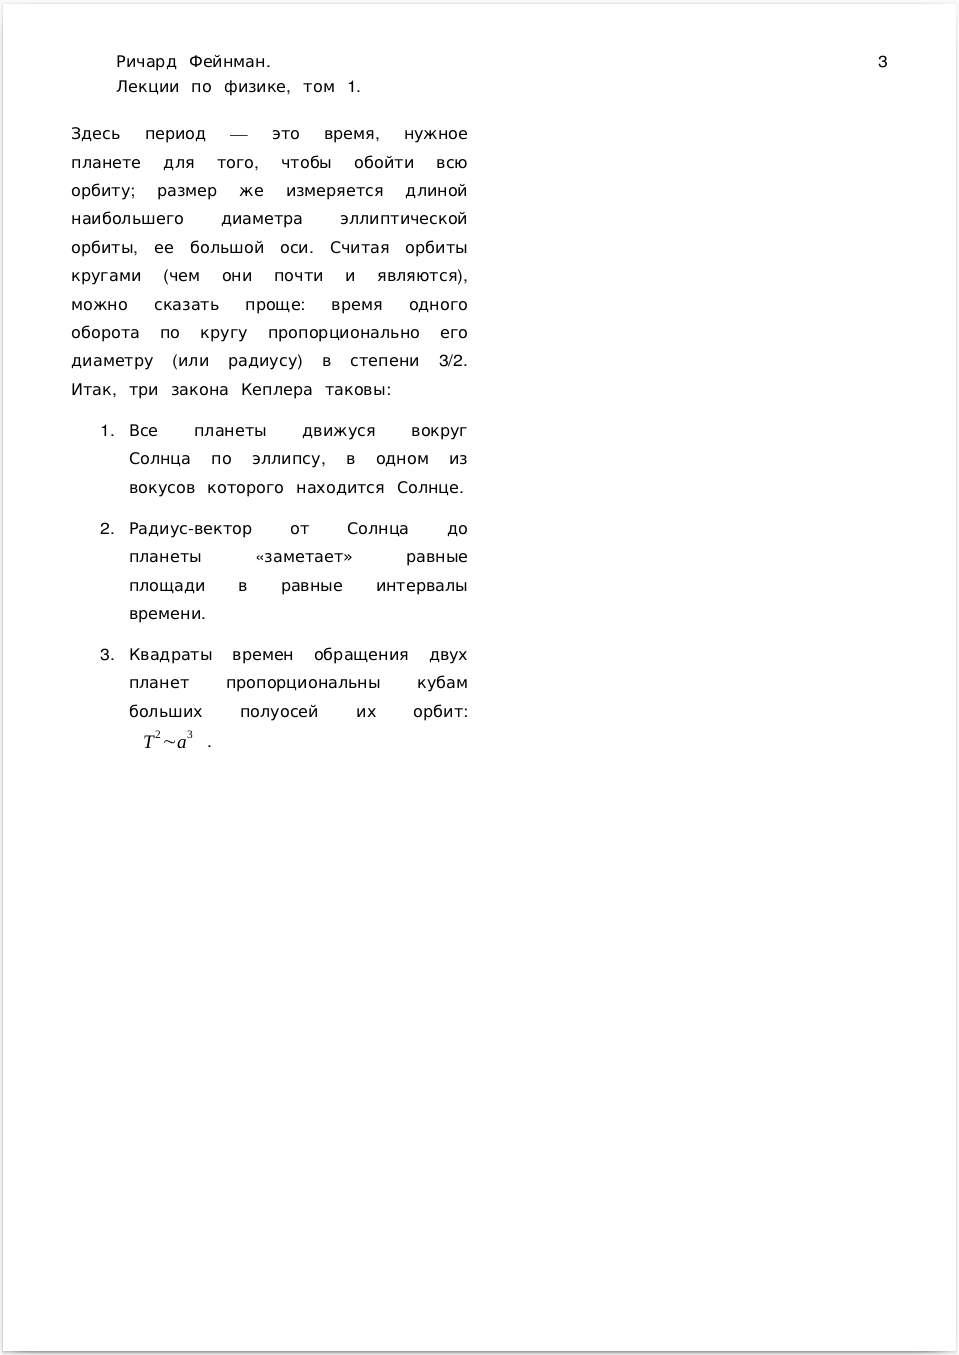 Ричард Фейнман.
3
Лекции по физике, том 1.
Здесь период — это время, нужное
планете для того, чтобы обойти всю
орбиту; размер же измеряется длиной
наибольшего диаметра эллиптической
орбиты, ее большой оси. Считая орбиты
кругами (чем они почти и являются),
можно сказать проще: время одного
оборота по кругу пропорционально его
диаметру (или радиусу) в степени 3/2.
Итак, три закона Кеплера таковы:
1. Все планеты движуся вокруг
Солнца по эллипсу, в одном из
вокусов которого находится Солнце.
2. Радиус-вектор от Солнца до
планеты «заметает» равные
площади в равные интервалы
времени.
3. Квадраты времен обращения двух
планет пропорциональны кубам
больших полуосей их орбит:
T²~a³ .